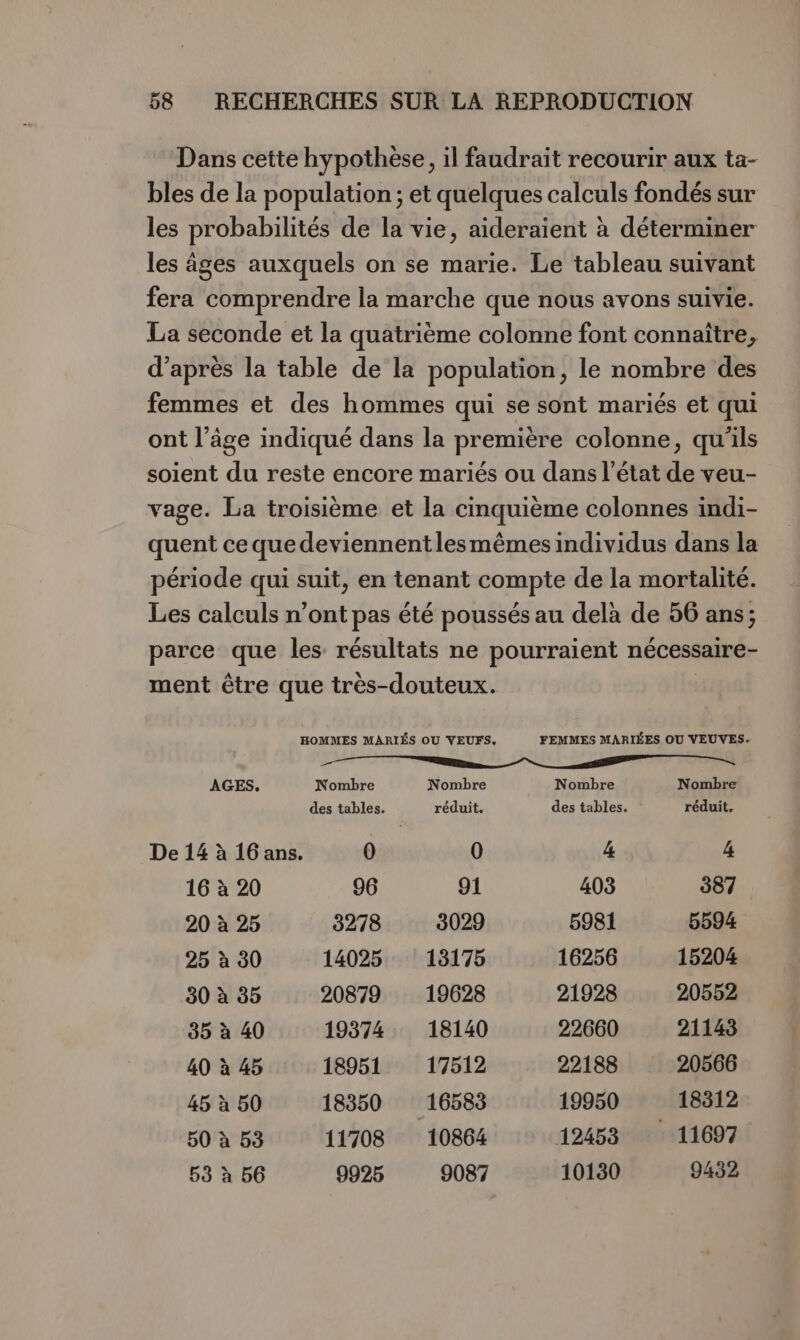 58 RECHERCHES SUR LA REPRODUCTION
Dans cette hypothèse, il faudrait recourir aux ta-
bles de la population; et quelques calculs fondés sur
les probabilités de la vie, aideraient à déterminer
les âges auxquels on se marie. Le tableau suivant
fera comprendre la marche que nous avons suivie.
La seconde et la quatrième colonne font connaître,
d'après la table de la population, le nombre des
femmes et des hommes qui se sont mariés et qui
ont l'âge indiqué dans la première colonne, qu'ils
soient du reste encore mariés ou dans l'état de veu-
vage. La troisième et la cinquième colonnes indi-
quent ce que deviennent les mêmes individus dans la
période qui suit, en tenant compte de la mortalité.
Les calculs n'ont pas été poussés au delà de 56 ans;
parce que les résultats ne pourraient nécessaire-
ment être que très-douteux.
HOMMES MARIÉS OU VEUFS. FEMMES MARIÉES OU VEUVES.
AGES. Nombre Nombre Nombre Nombre
des tables. réduit. des tables. réduit.
De 14 à 16 ans. 0 0 4 4
16 à 20 96 91 403 387
20 à 25 3278 3029 5981 5594
25 à 30 14025 13175 16256 15204
30 à 35 20879 19628 21928 20552
35 à 40 19374 18140 22660 21143
40 à 45 18951 17512 22188 20566
45 à 50 18350 16583 19950 18312
50 à 53 11708 10864 12453 11697
53 à 56 9925 9087 10130 9432